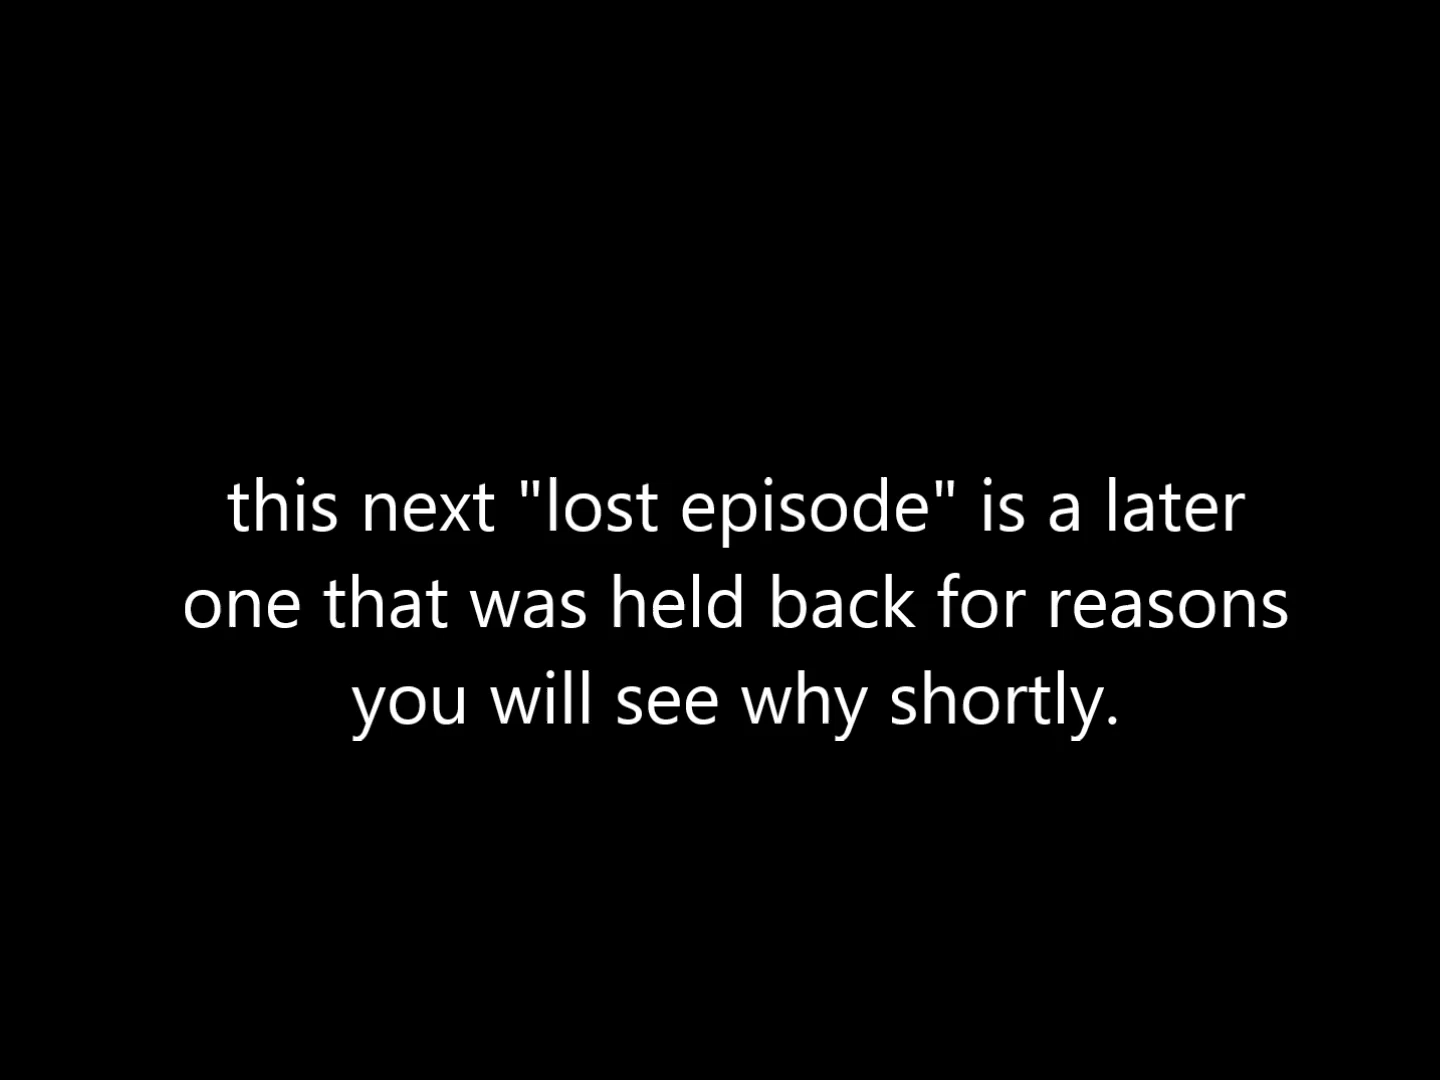 this next "lost episode" is a later
one that was held back for reasons
you will see why shortly.